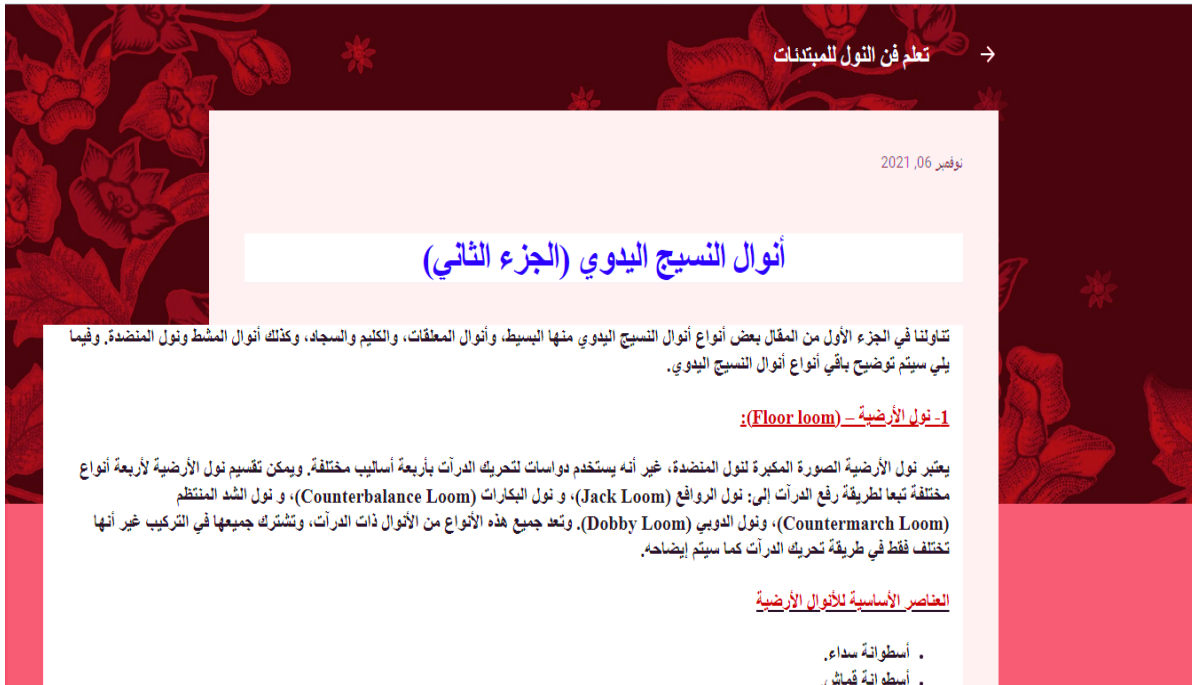 تعلم فن النول للمبتدئات
نوفمبر 06, 2021
أنوال النسيج اليدوي (الجزء الثاني)
تناولنا في الجزء الأول من المقال بعض أنواع أنوال النسيج اليدوي منها البسيط، وأنوال المعلقات، والكليم والسجاد، وكذلك أنوال المشط ونول المنضدة. وفيما
يلي سيتم توضيح باقي أنواع أنوال النسيج اليدوي.
1- نول الأرضية – (Floor loom):
يعتبر نول الأرضية الصورة المكبرة لنول المنضدة، غير أنه يستخدم دواسات لتحريك الدرآت بأربعة أساليب مختلفة. ويمكن تقسيم نول الأرضية لأربعة أنواع
مختلفة تبعا لطريقة رفع الدرآت إلى: نول الروافع (Jack Loom)، و نول البكارات (Counterbalance Loom)، و نول الشد المنتظم
(Countermarch Loom)، ونول الدوبي (Dobby Loom). وتعد جميع هذه الأنواع من الأنوال ذات الدرآت، وتشترك جميعها في التركيب غير أنها
تختلف فقط في طريقة تحريك الدرآت كما سيتم إيضاحه.
العناصر الأساسية للأنوال الأرضية
• أسطوانة سداء.
• أسطوانة قماش.